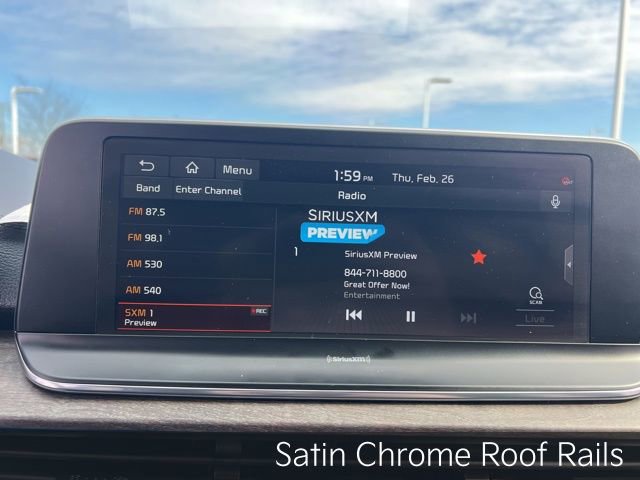 Menu
1:59 PM
Thu, Feb. 26
Band
Enter Channel
Radio
FM 87.5
FM 98.1
AM 530
AM 540
SXM 1
REC
Preview
SIRIUSXM
PREVIEW
1
SiriusXM Preview
844-711-8800
Great Offer Now!
Entertainment
SCAN
Live
((SiriusXM))
Satin Chrome Roof Rails